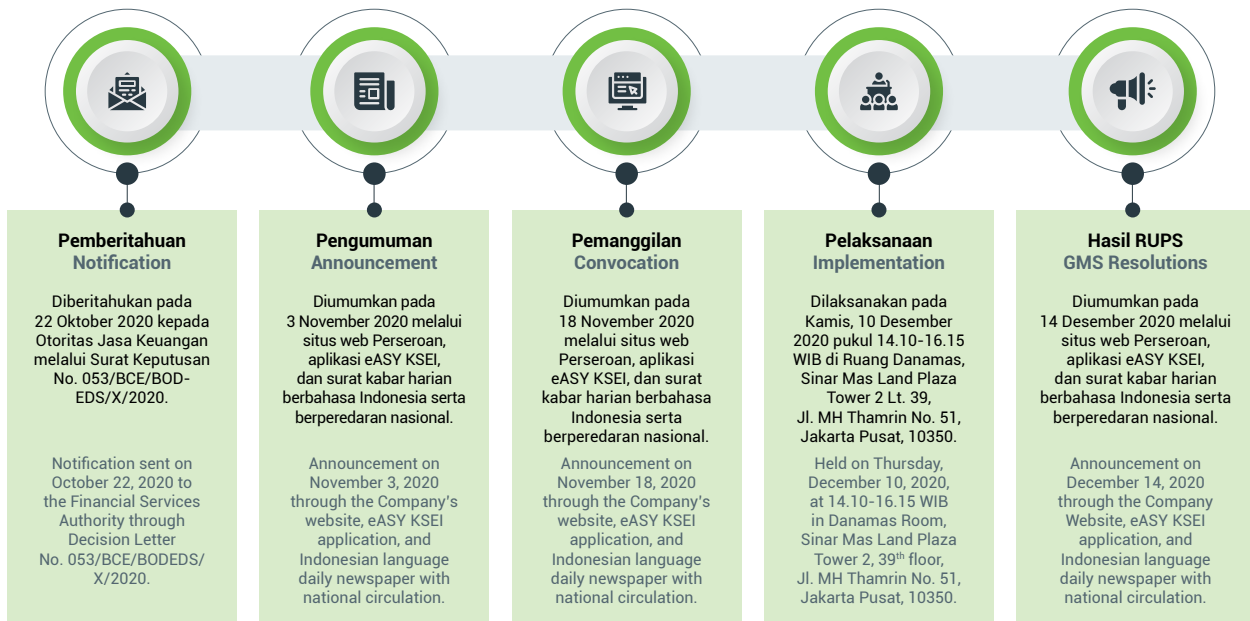 Pemberitahuan
Notification
Diberitahukan pada
22 Oktober 2020 kepada
Otoritas Jasa Keuangan
melalui Surat Keputusan
No. 053/BCE/BOD-
EDS/X/2020.
Notification sent on
October 22, 2020 to
the Financial Services
Authority through
Decision Letter
No. 053/BCE/BODEDS/
X/2020.
Pengumuman
Announcement
Diumumkan pada
3 November 2020 melalui
situs web Perseroan,
aplikasi eASY KSEI,
dan surat kabar harian
berbahasa Indonesia serta
berperedaran nasional.
Announcement on
November 3, 2020
through the Company's
website, eASY KSEI
application, and
Indonesian language
daily newspaper with
national circulation.
Pemanggilan
Convocation
Diumumkan pada
18 November 2020
melalui situs web
Perseroan, aplikasi
eASY KSEI, dan surat
kabar harian berbahasa
Indonesia serta
berperedaran nasional.
Announcement on
November 18, 2020
through the Company's
website, eASY KSEI
application, and
Indonesian language
daily newspaper with
national circulation.
Pelaksanaan
Implementation
Dilaksanakan pada
Kamis, 10 Desember
2020 pukul 14.10-16.15
WIB di Ruang Danamas,
Sinar Mas Land Plaza
Tower 2 Lt. 39,
Jl. MH Thamrin No. 51,
Jakarta Pusat, 10350.
Held on Thursday,
December 10, 2020,
at 14.10-16.15 WIB
in Danamas Room,
Sinar Mas Land Plaza
Tower 2, 39th floor,
Jl. MH Thamrin No. 51,
Jakarta Pusat, 10350.
Hasil RUPS
GMS Resolutions
Diumumkan pada
14 Desember 2020 melalui
situs web Perseroan,
aplikasi eASY KSEI,
dan surat kabar harian
berbahasa Indonesia serta
berperedaran nasional.
Announcement on
December 14, 2020
through the Company
Website, eASY KSEI
application, and
Indonesian language
daily newspaper with
national circulation.